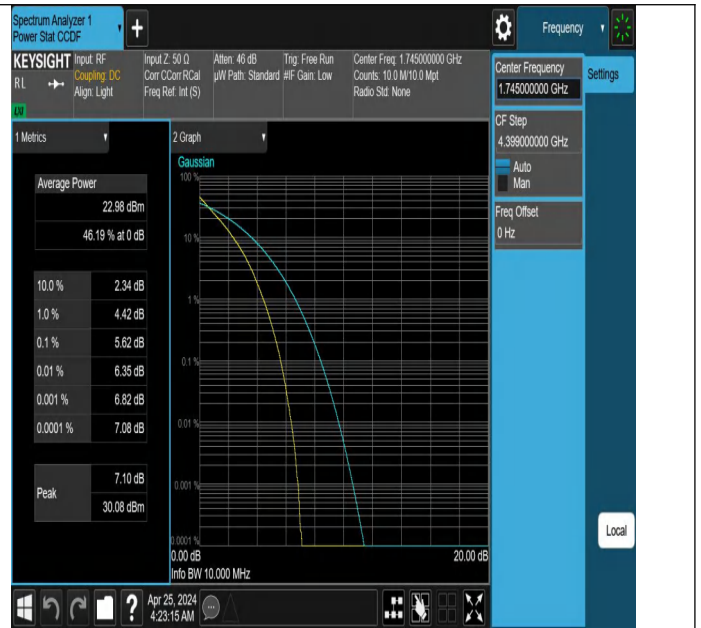 Spectrum Analyzer 1
Power Stat CCDF
+
Frequency
KEYSIGHT
RL
LXI
Input: RF
Coupling: DC
Align: Light
Input Z: 50 Ω
Corr CCorr RCal
Freq Ref: Int (S)
Atten: 46 dB
µW Path: Standard
Trig: Free Run
#IF Gain: Low
Center Freq: 1.745000000 GHz
Counts: 10.0 M/10.0 Mpt
Radio Std: None
Center Frequency
1.745000000 GHz
Settings
CF Step
4.399000000 GHz
Auto
Man
Freq Offset
0 Hz
1 Metrics
Average Power
22.98 dBm
46.19 % at 0 dB
10.0 % 2.34 dB
1.0 % 4.42 dB
0.1 % 5.62 dB
0.01 % 6.35 dB
0.001 % 6.82 dB
0.0001 % 7.08 dB
Peak
7.10 dB
30.08 dBm
2 Graph
Gaussian
100 %
10 %
1 %
0.1 %
0.01 %
0.001 %
0.0001 %
0.00 dB 20.00 dB
Info BW 10.000 MHz
Local
?
Apr 25, 2024
4:23:15 AM